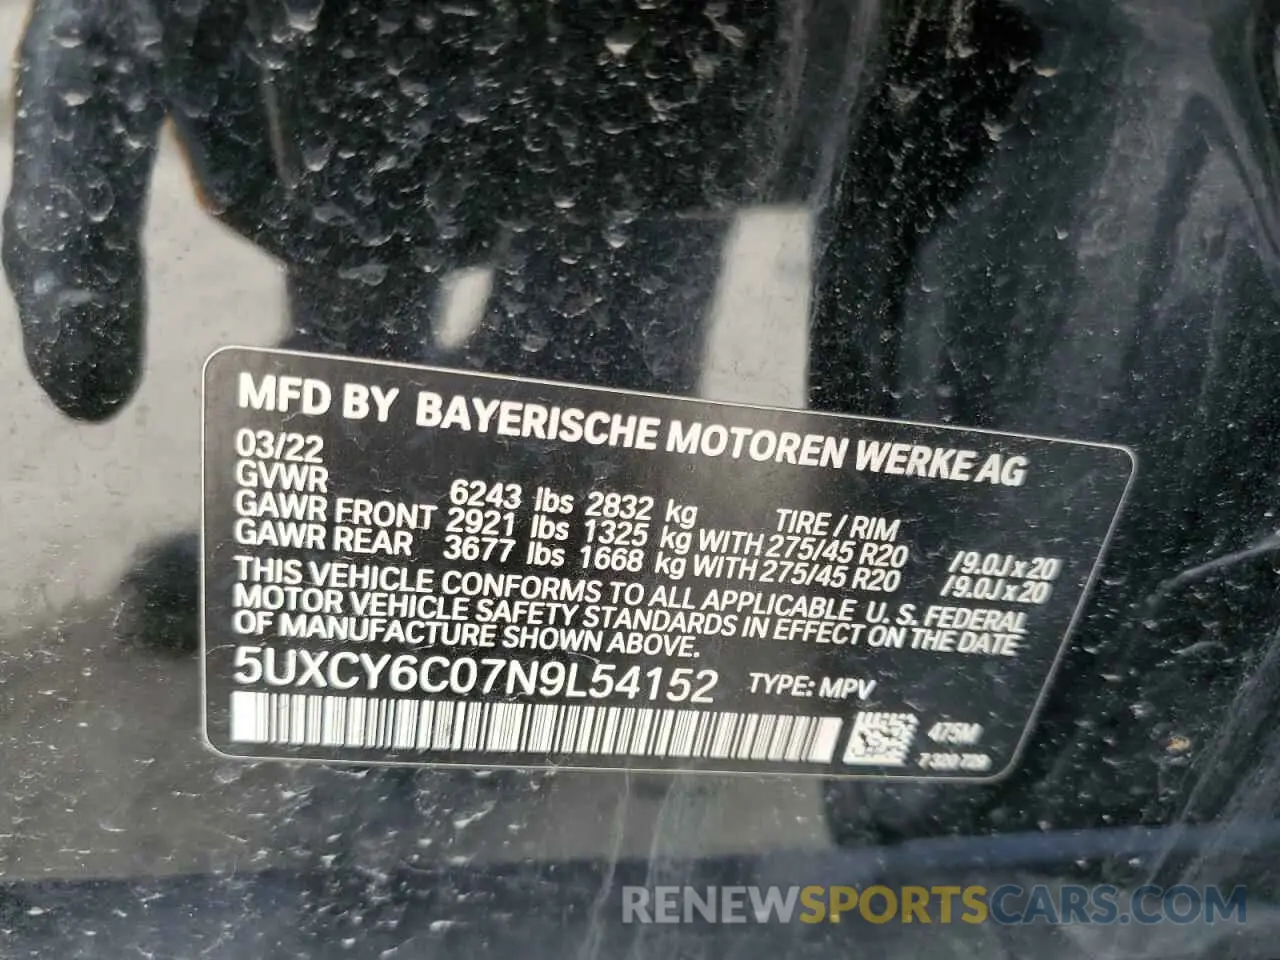 MFD BY BAYERISCHE MOTOREN WERKE AG
03/22
GVWR 6243 lbs 2832 kg TIRE / RIM
GAWR FRONT 2921 lbs 1325 kg WITH 275/45 R20 /9.0J x 20
GAWR REAR 3677 lbs 1668 kg WITH 275/45 R20 /9.0J x 20
THIS VEHICLE CONFORMS TO ALL APPLICABLE U. S. FEDERAL
MOTOR VEHICLE SAFETY STANDARDS IN EFFECT ON THE DATE
OF MANUFACTURE SHOWN ABOVE.
5UXCY6C07N9L54152 TYPE: MPV
475M
7 320 729
RENEWSPORTSCARS.COM